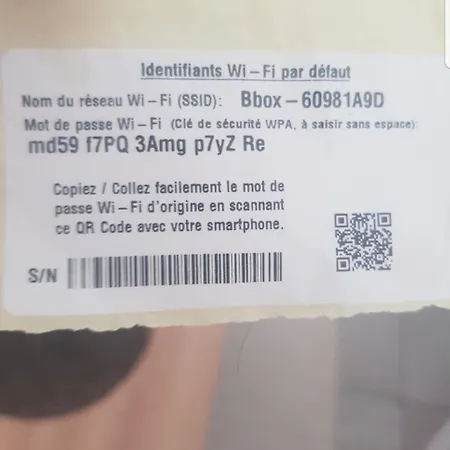 Identifiants Wi-Fi par défaut
Nom du réseau Wi-Fi (SSID): Bbox-60981A9D
Mot de passe Wi-Fi (Clé de sécurité WPA, à saisir sans espace):
md59 f7PQ 3Amg p7yZ Re
Copiez / Collez facilement le mot de
passe Wi-Fi d'origine en scannant
ce QR Code avec votre smartphone.
S/N